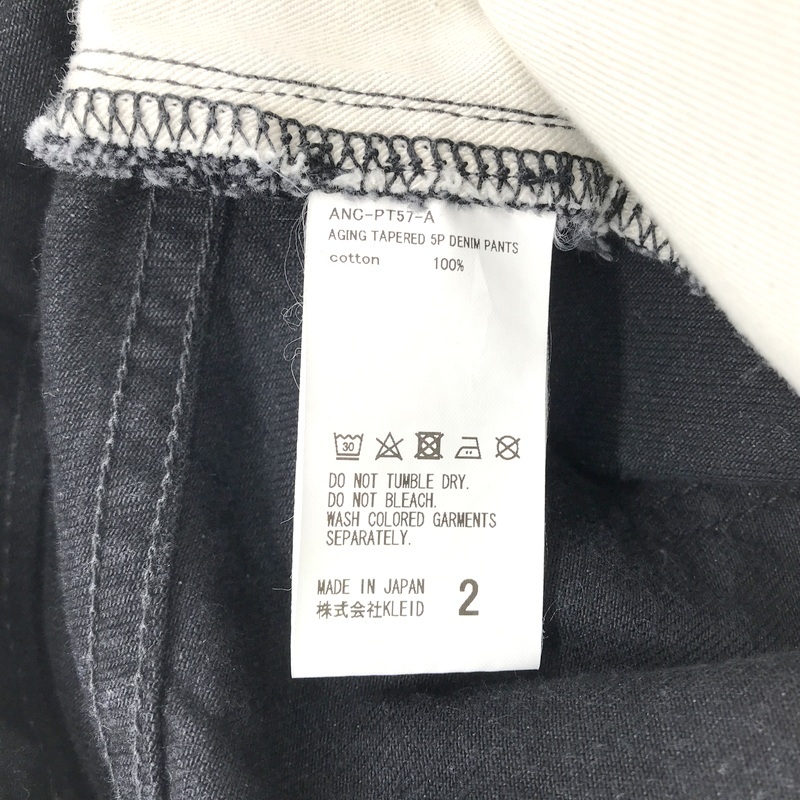 ANC-PT57-A
AGING TAPERED 5P DENIM PANTS
cotton 100%
30
DO NOT TUMBLE DRY.
DO NOT BLEACH.
WASH COLORED GARMENTS
SEPARATELY.
MADE IN JAPAN
株式会社KLEID 2